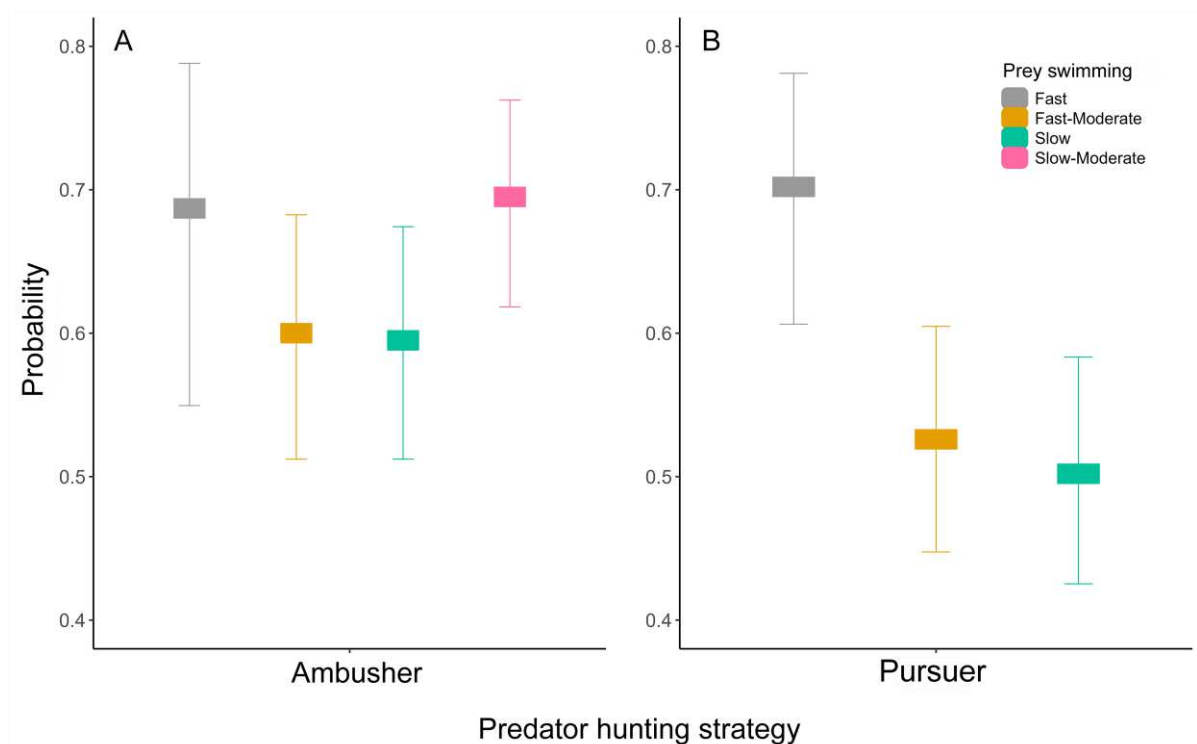 A
0.8
0.7
0.6
0.5
0.4
Probability
Ambusher
B
0.8
0.7
0.6
0.5
0.4
Prey swimming
Fast
Fast-Moderate
Slow
Slow-Moderate
Pursuer
Predator hunting strategy